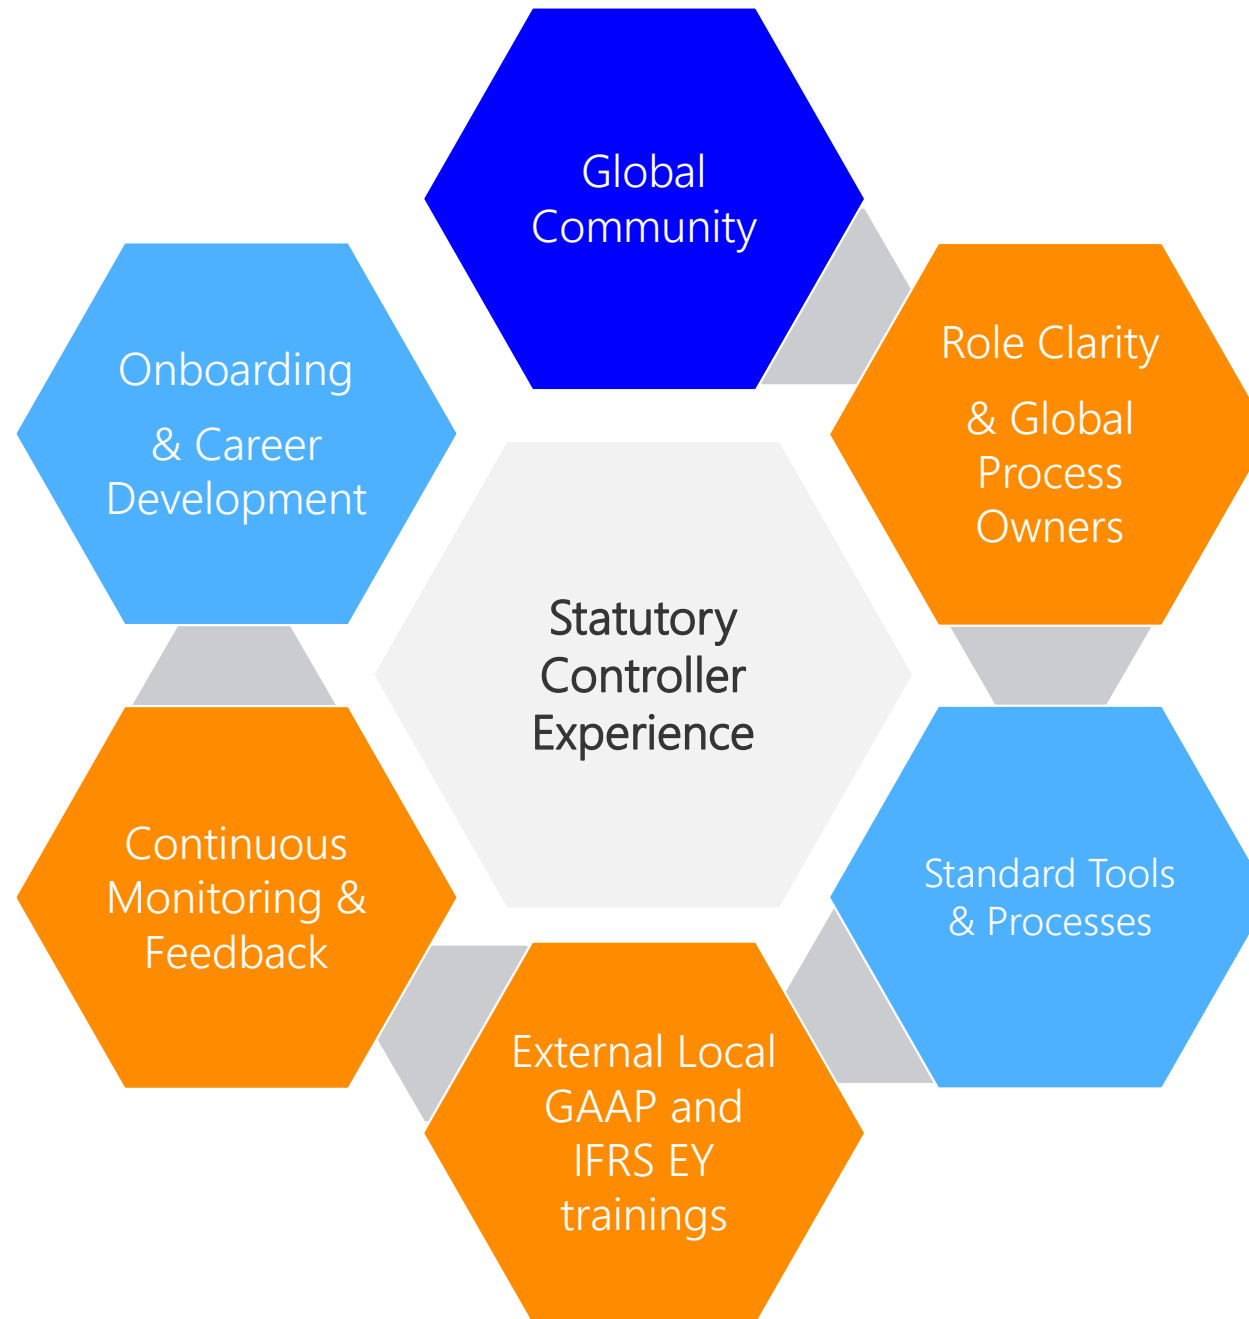 Global
Community
Role Clarity
& Global
Process
Owners
Onboarding
& Career
Development
Statutory
Controller
Experience
Standard Tools
& Processes
Continuous
Monitoring &
Feedback
External Local
GAAP and
IFRS EY
trainings